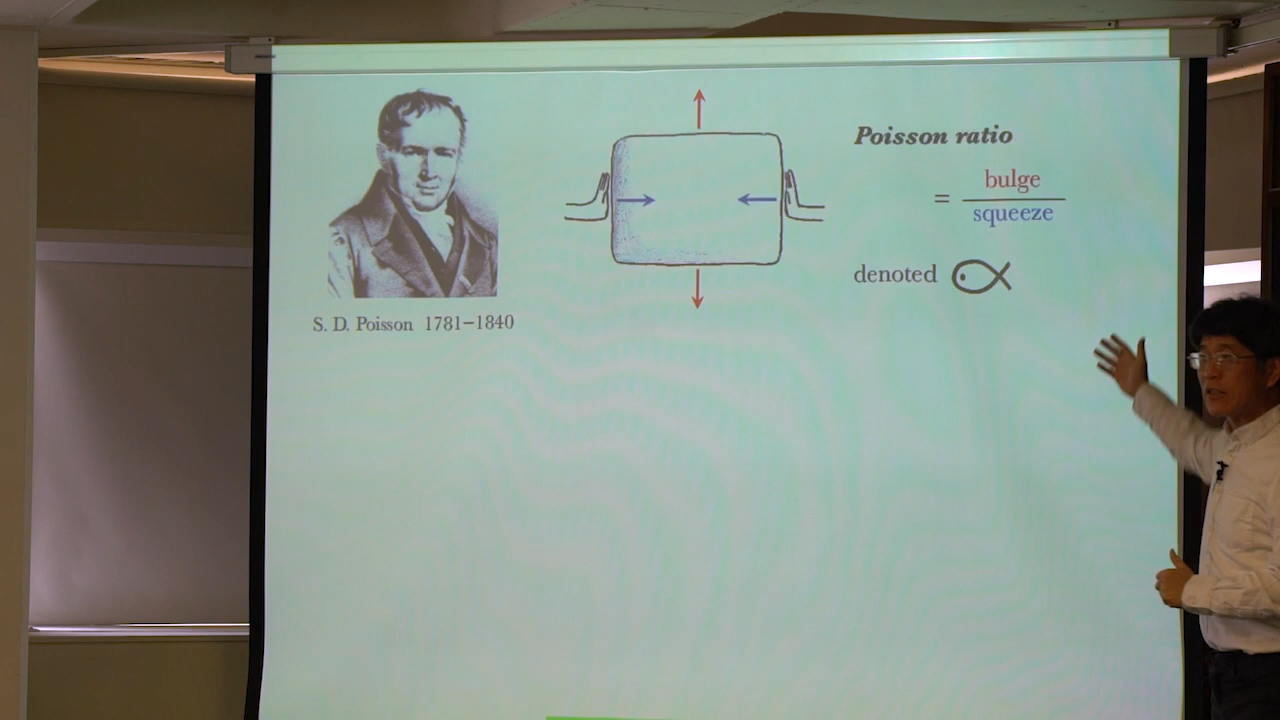 S. D. Poisson 1781–1840
Poisson ratio
= bulge
squeeze
denoted